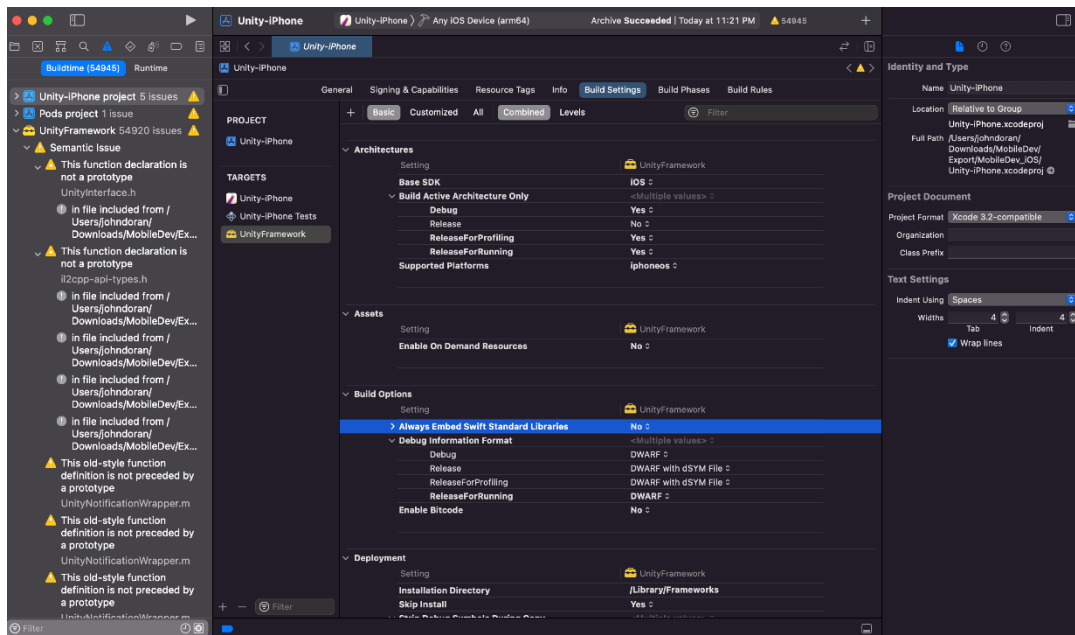 Unity-iPhone
Unity-iPhone 〉 Any iOS Device (arm64)
Archive Succeeded | Today at 11:21 PM
54945
Buildtime (54945)
Runtime
Unity-iPhone project 5 issues
Pods project 1 issue
UnityFramework 54920 issues
Semantic Issue
This function declaration is
not a prototype
UnityInterface.h
in file included from /
Users/johndoran/
Downloads/MobileDev/Ex...
This function declaration is
not a prototype
il2cpp-api-types.h
in file included from /
Users/johndoran/
Downloads/MobileDev/Ex...
in file included from /
Users/johndoran/
Downloads/MobileDev/Ex...
in file included from /
Users/johndoran/
Downloads/MobileDev/Ex...
in file included from /
Users/johndoran/
Downloads/MobileDev/Ex...
This old-style function
definition is not preceded by
a prototype
UnityNotificationWrapper.m
This old-style function
definition is not preceded by
a prototype
UnityNotificationWrapper.m
This old-style function
definition is not preceded by
a prototype
UnityNotificationWrapper.m
Filter
Unity-iPhone
Unity-iPhone
General
Signing & Capabilities
Resource Tags
Info
Build Settings
Build Phases
Build Rules
PROJECT
Unity-iPhone
TARGETS
Unity-iPhone
Unity-iPhone Tests
UnityFramework
Filter
Basic
Customized
All
Combined
Levels
Filter
Architectures
Setting
UnityFramework
Base SDK
iOS
Build Active Architecture Only
<Multiple values>
Debug
Yes
Release
No
ReleaseForProfiling
Yes
ReleaseForRunning
Yes
Supported Platforms
iphoneos
Assets
Setting
UnityFramework
Enable On Demand Resources
No
Build Options
Setting
UnityFramework
Always Embed Swift Standard Libraries
No
Debug Information Format
<Multiple values>
Debug
DWARF
Release
DWARF with dSYM File
ReleaseForProfiling
DWARF with dSYM File
ReleaseForRunning
DWARF
Enable Bitcode
No
Deployment
Setting
UnityFramework
Installation Directory
/Library/Frameworks
Skip Install
Yes
Strip Debug Symbols During Copy
<Multiple values>
Identity and Type
Name
Unity-iPhone
Location
Relative to Group
Unity-iPhone.xcodeproj
Full Path
/Users/johndoran/
Downloads/MobileDev/
Export/MobileDev_iOS/
Unity-iPhone.xcodeproj
Project Document
Project Format
Xcode 3.2-compatible
Organization
Class Prefix
Text Settings
Indent Using
Spaces
Widths
4
4
Tab
Indent
Wrap lines